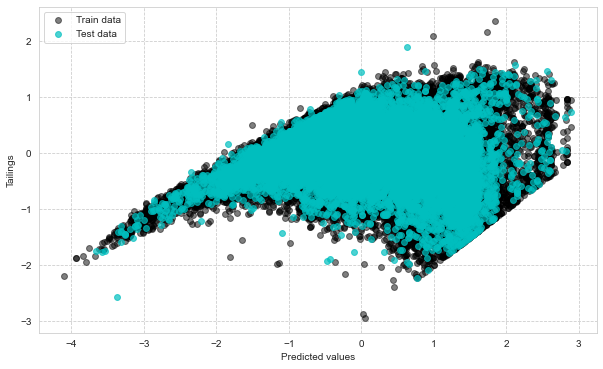 Train data
Test data
2
1
0
−1
−2
−3
Tailings
−4 −3 −2 −1 0 1 2 3
Predicted values